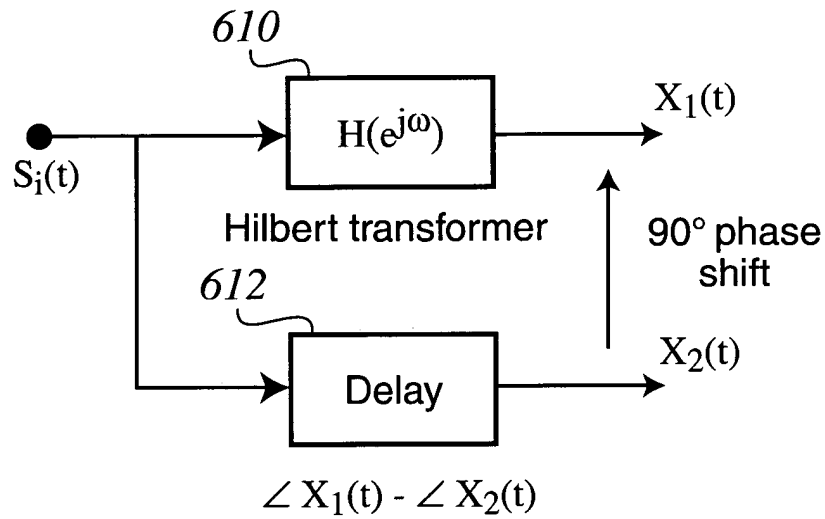 610
H(e^jω)
X₁(t)
Sᵢ(t)
Hilbert transformer
90° phase
shift
612
Delay
X₂(t)
∠ X₁(t) - ∠ X₂(t)